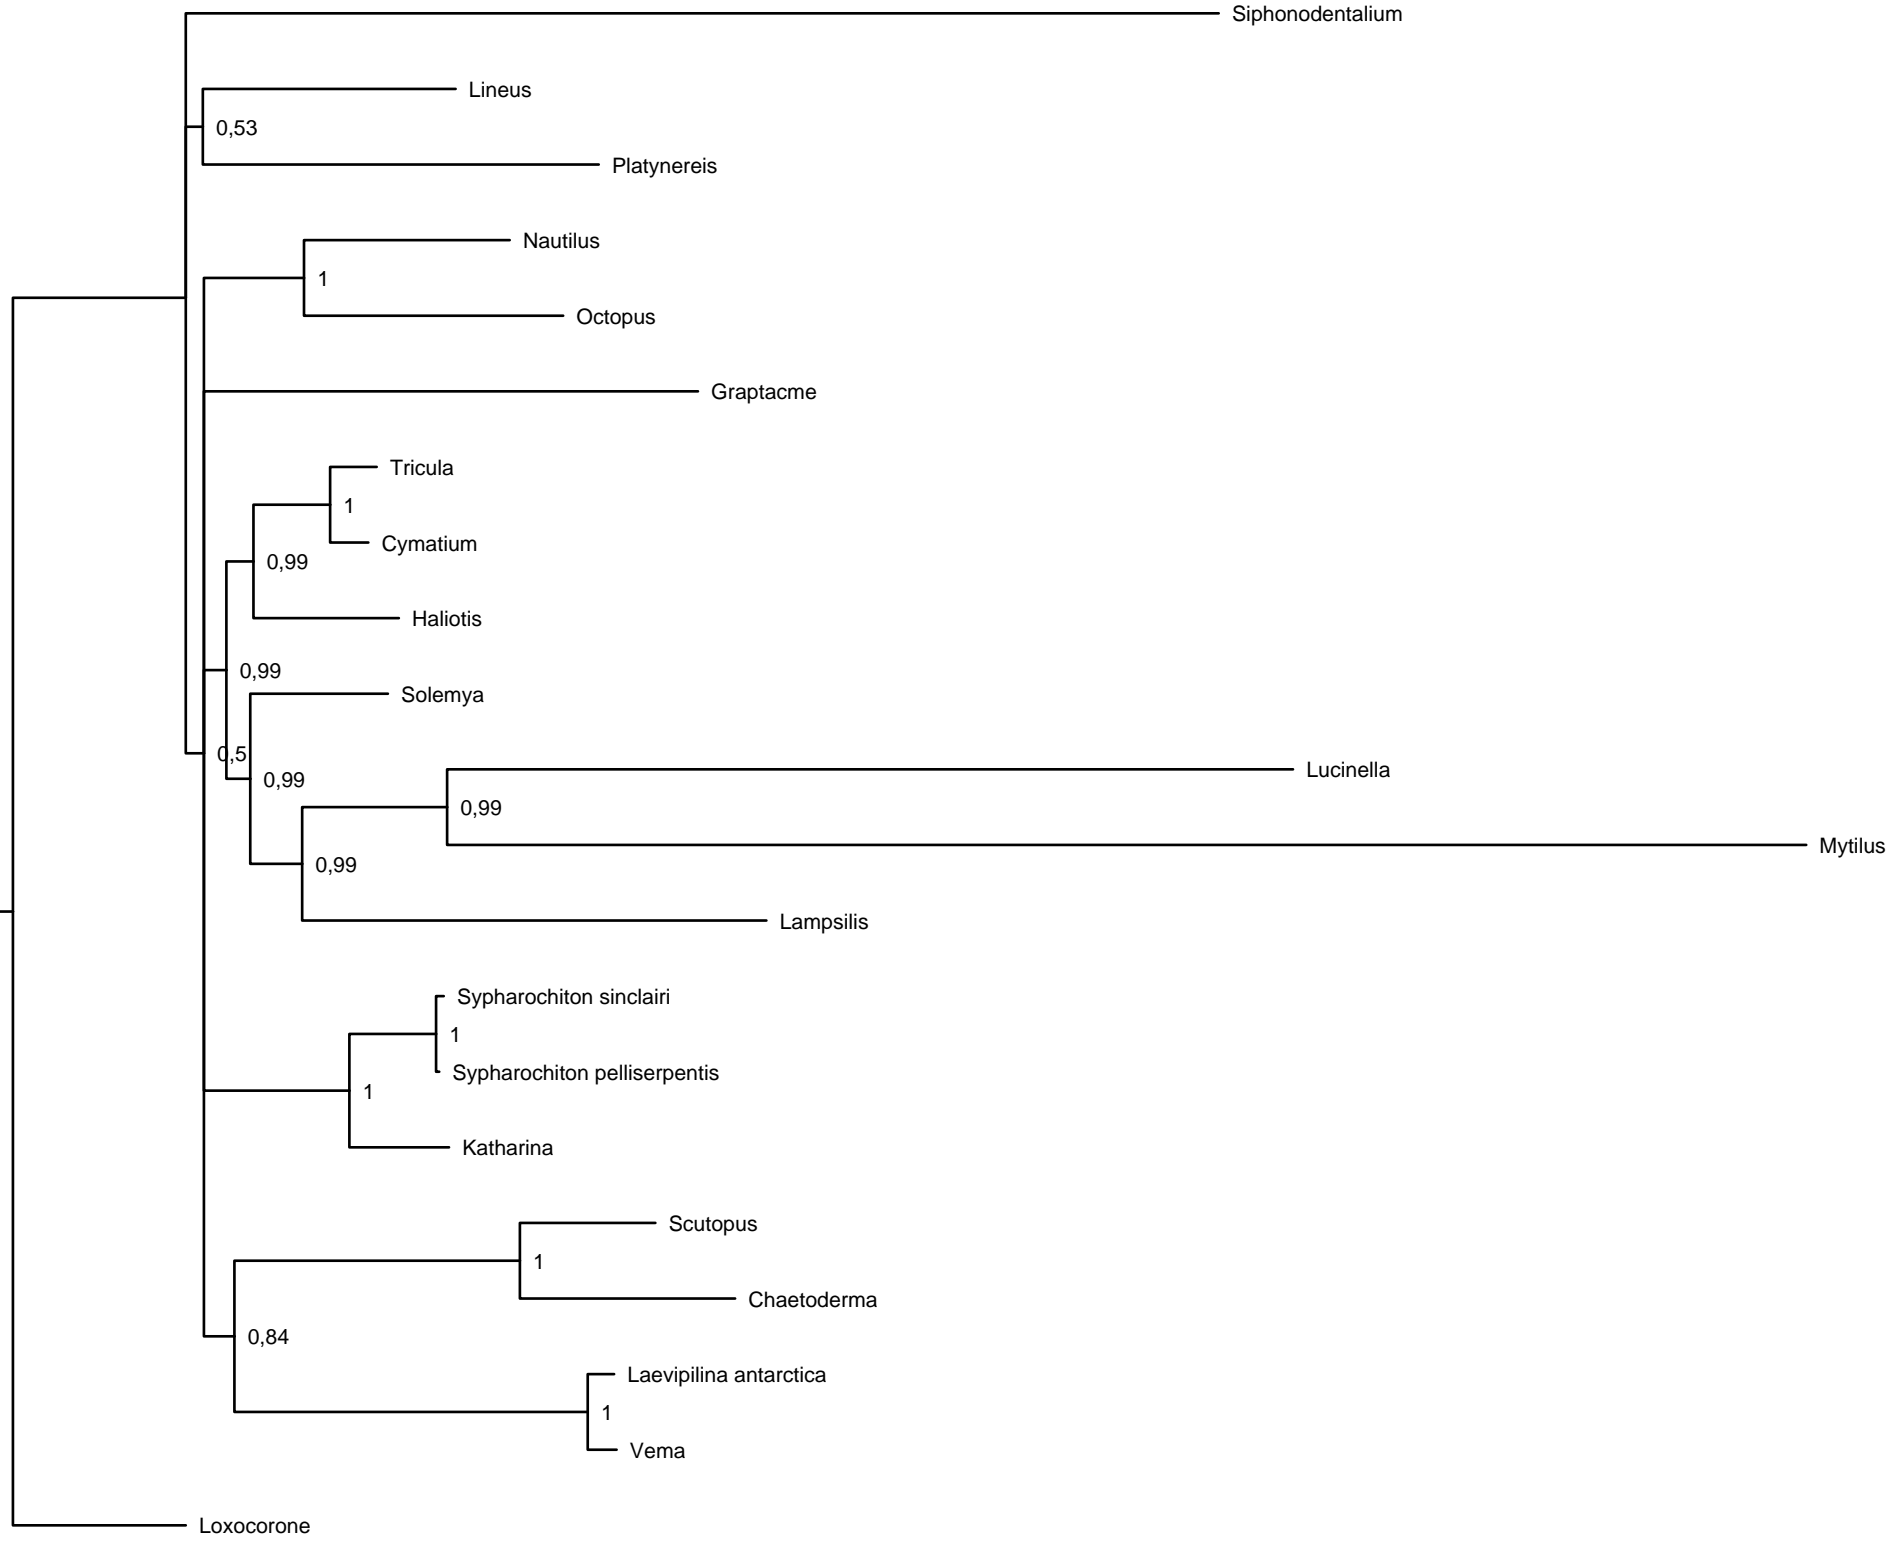 Siphonodentalium
Lineus
0,53
Platynereis
Nautilus
1
Octopus
Graptacme
Tricula
1
Cymatium
0,99
Haliotis
0,99
Solemya
0,5
Lucinella
0,99
0,99
Mytilus
0,99
Lampsilis
Sypharochiton sinclairi
1
Sypharochiton pelliserpentis
1
Katharina
Scutopus
1
Chaetoderma
0,84
Laevipilina antarctica
1
Vema
Loxocorone